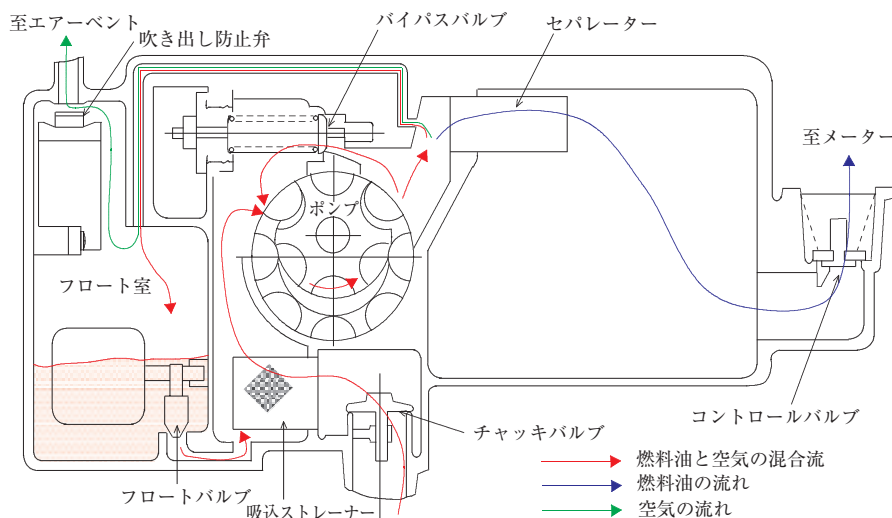 至エアーベント
吹き出し防止弁
バイパスバルブ
セパレーター
至メーター
ポンプ
フロート室
コントロールバルブ
チャッキバルブ
フロートバルブ
吸込ストレーナー
燃料油と空気の混合流
燃料油の流れ
空気の流れ